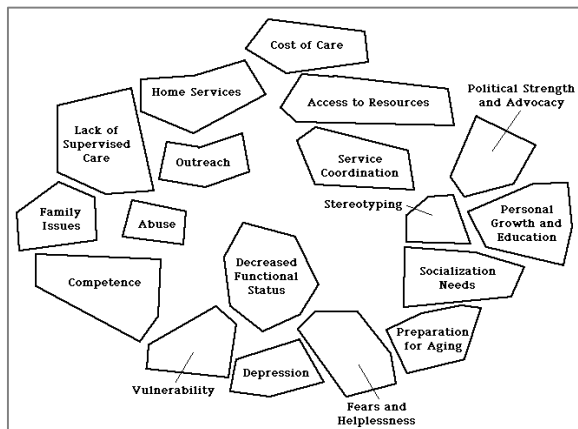 Cost of Care
Home Services
Access to Resources
Political Strength
and Advocacy
Lack of
Supervised
Care
Outreach
Service
Coordination
Stereotyping
Family
Issues
Abuse
Personal
Growth and
Education
Competence
Decreased
Functional
Status
Socialization
Needs
Preparation
for Aging
Vulnerability
Depression
Fears and
Helplessness